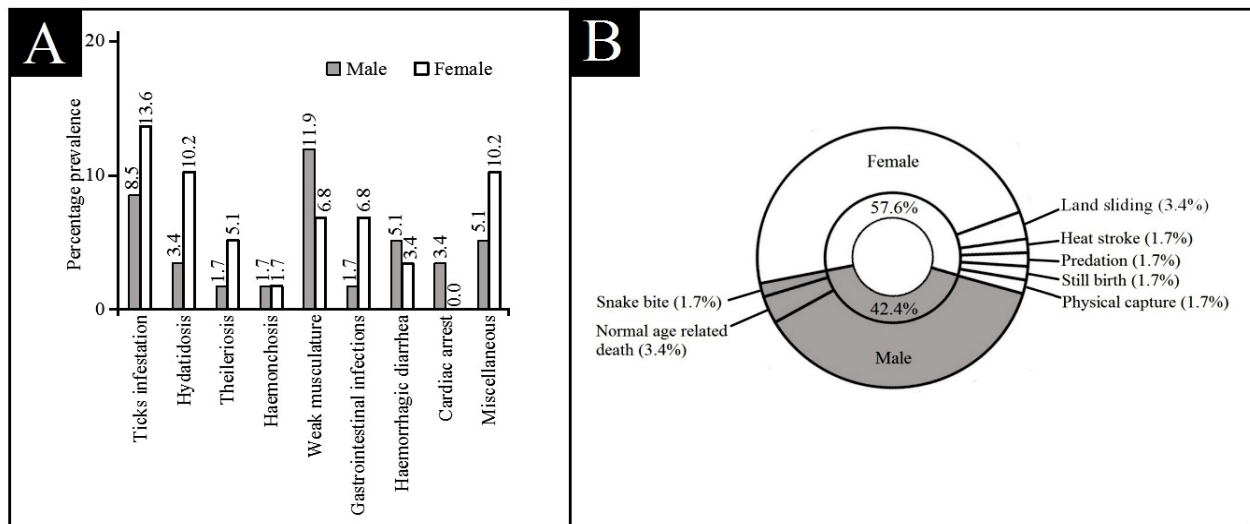 A
20
10
0
Percentage prevalence
Male
Female
8.5
13.6
3.4
10.2
1.7
5.1
1.7
1.7
11.9
6.8
1.7
6.8
5.1
3.4
3.4
0.0
5.1
10.2
Ticks infestation
Hydatidosis
Theileriosis
Haemonchosis
Weak musculature
Gastrointestinal infections
Haemorrhagic diarrhea
Cardiac arrest
Miscellaneous
B
Female
57.6%
Land sliding (3.4%)
Heat stroke (1.7%)
Predation (1.7%)
Still birth (1.7%)
Physical capture (1.7%)
Snake bite (1.7%)
Normal age related
death (3.4%)
42.4%
Male